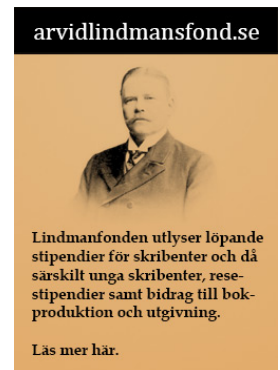 arvidlindmansfond.se
Lindmanfonden utlyser löpande
stipendier för skribenter och då
särskilt unga skribenter, rese-
stipendier samt bidrag till bok-
produktion och utgivning.
Läs mer här.